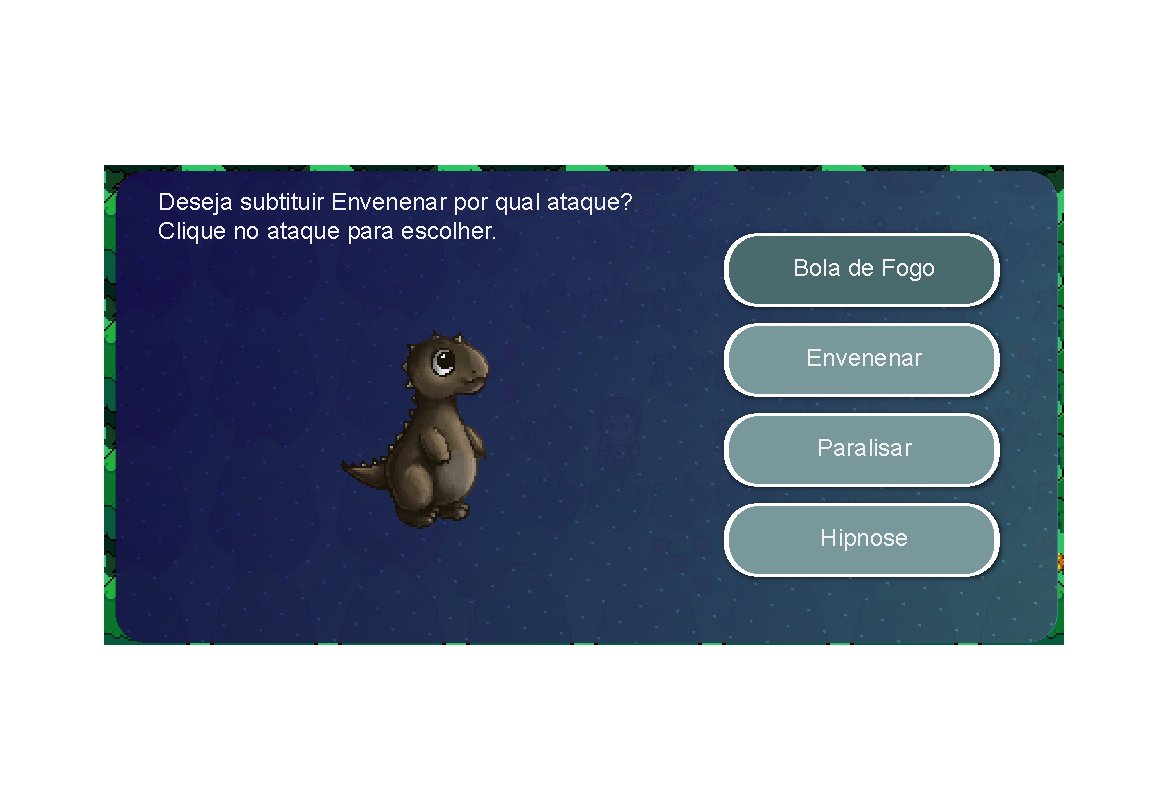 Deseja subtituir Envenenar por qual ataque?
Clique no ataque para escolher.
Bola de Fogo
Envenenar
Paralisar
Hipnose